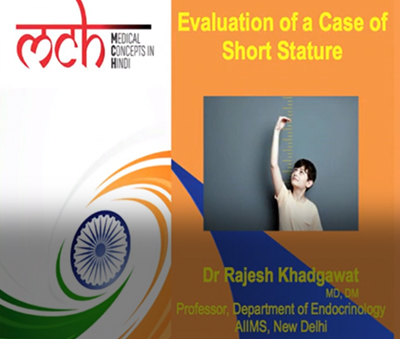 mch
MEDICAL
CONCEPTS IN
HINDI
M
C
H
Evaluation of a Case of
Short Stature
Dr Rajesh Khadgawat
MD, DM
Professor, Department of Endocrinology
AIIMS, New Delhi